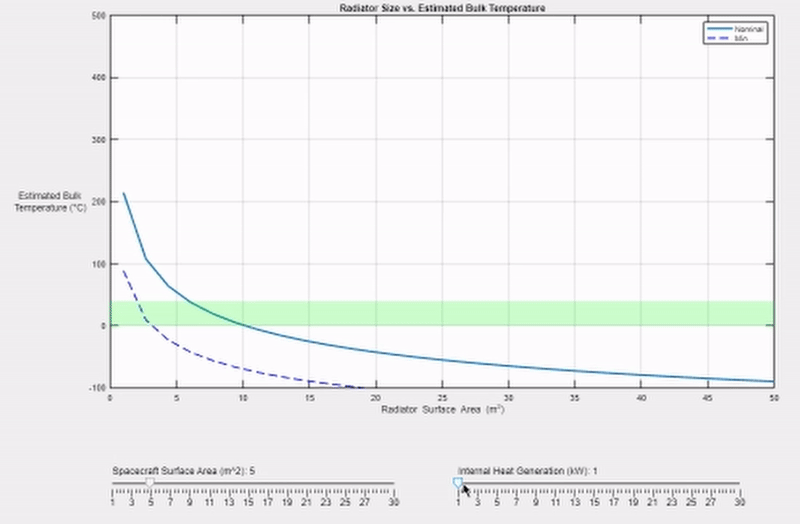 Radiator Size vs. Estimated Bulk Temperature
500
Nominal
Min
400
300
Estimated Bulk
Temperature (°C)
200
100
0
-100
0 5 10 15 20 25 30 35 40 45 50
Radiator Surface Area (m²)
Spacecraft Surface Area (m^2): 5
1 3 5 7 9 11 13 15 17 19 21 23 25 27 30
Internal Heat Generation (kW): 1
1 3 5 7 9 11 13 15 17 19 21 23 25 27 30